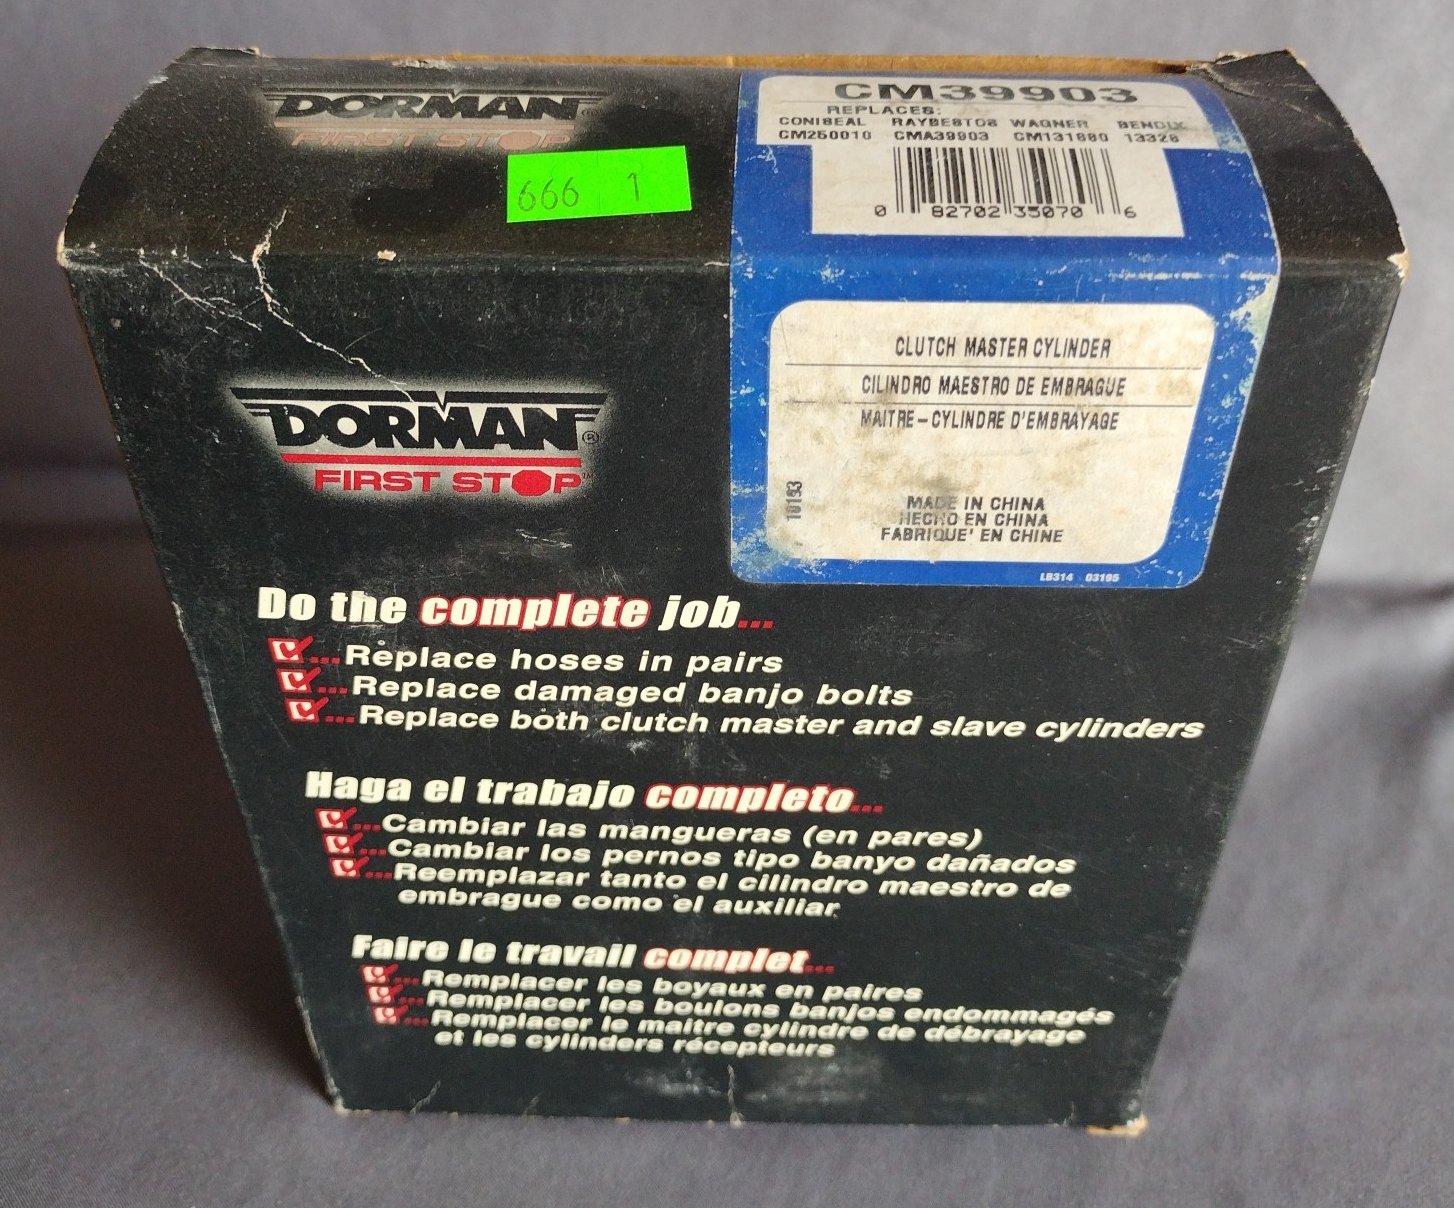 DORMAN
FIRST STOP
666 1
CM39903
REPLACES:
CONISEAL RAYBESTOS WAGNER BENDIX
CM250010 CMA39903 CM131880 13328
0 82702 35070 6
CLUTCH MASTER CYLINDER
CILINDRO MAESTRO DE EMBRAGUE
MAITRE-CYLINDRE D'EMBRAYAGE
10193
MADE IN CHINA
HECHO EN CHINA
FABRIQUE' EN CHINE
LB314 03195
DORMAN®
FIRST STOP
Do the complete job...
...Replace hoses in pairs
...Replace damaged banjo bolts
...Replace both clutch master and slave cylinders
Haga el trabajo completo...
...Cambiar las mangueras (en pares)
...Cambiar los pernos tipo banyo dañados
...Reemplazar tanto el cilindro maestro de
embrague como el auxiliar
Faire le travail complet...
...Remplacer les boyaux en paires
...Remplacer les boulons banjos endommagés
...Remplacer le maître cylindre de débrayage
et les cylinders récepteurs